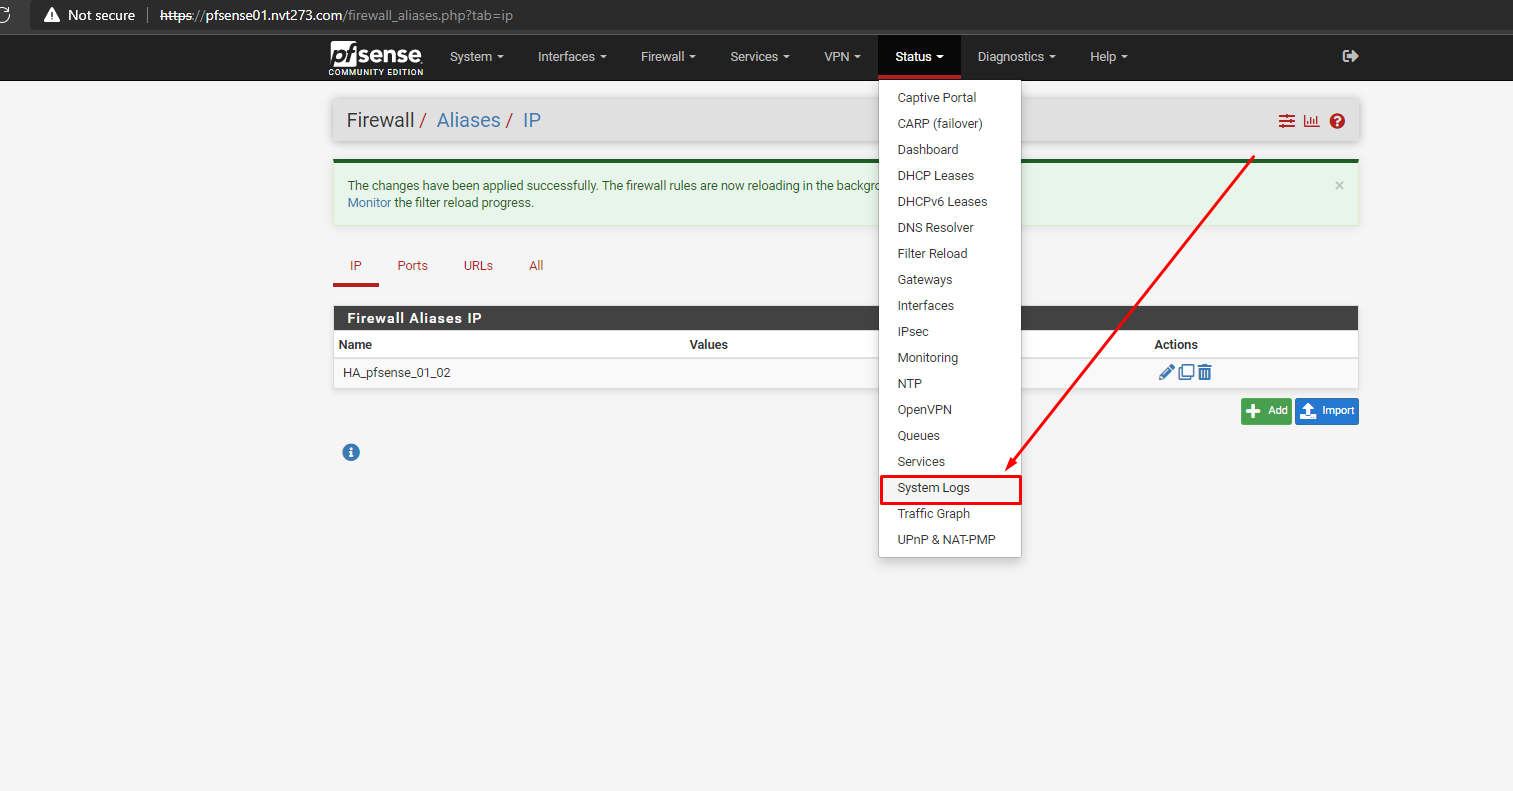 Not secure https://pfsense01.nvt273.com/firewall_aliases.php?tab=ip
pfsense
COMMUNITY EDITION
System Interfaces Firewall Services VPN Status Diagnostics Help
Captive Portal
CARP (failover)
Dashboard
DHCP Leases
DHCPv6 Leases
DNS Resolver
Filter Reload
Gateways
Interfaces
IPsec
Monitoring
NTP
OpenVPN
Queues
Services
System Logs
Traffic Graph
UPnP & NAT-PMP
Firewall / Aliases / IP
The changes have been applied successfully. The firewall rules are now reloading in the
Monitor the filter reload progress.
×
IP Ports URLs All
Firewall Aliases IP
Name Values Actions
HA_pfsense_01_02
Add Import